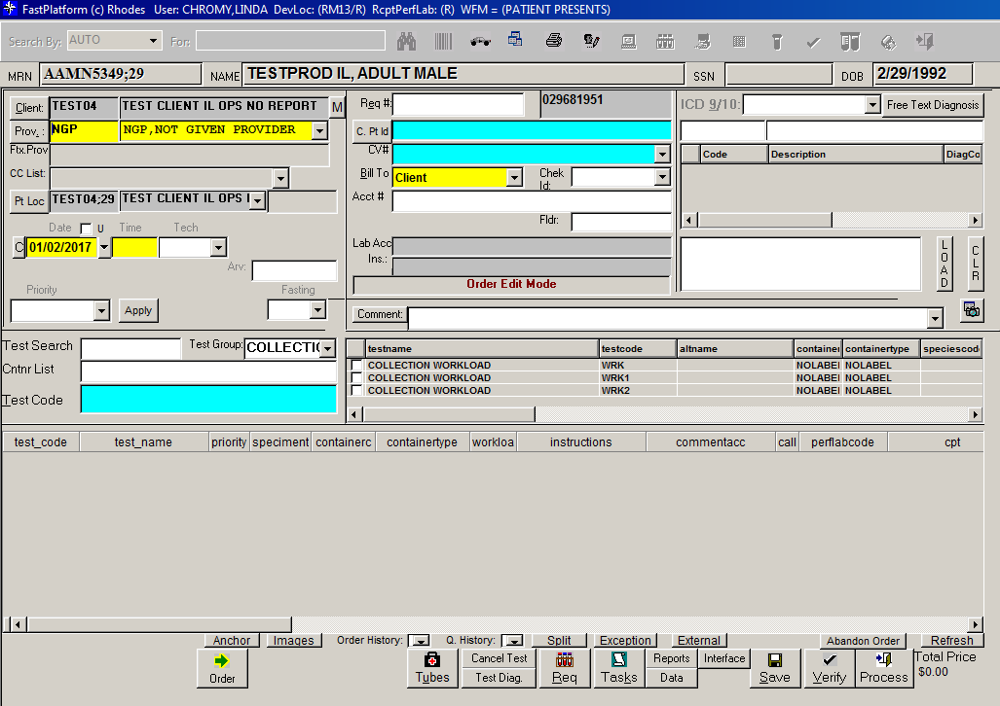 FastPlatform (c) Rhodes User: CHROMY,LINDA DevLoc: (RM13/R) RcptPerfLab: (R) WFM = (PATIENT PRESENTS)
Search By: AUTO For:
MRN AAMN5349;29 NAME TESTPROD IL, ADULT MALE SSN DOB 2/29/1992
Client: TEST04 TEST CLIENT IL OPS NO REPORT M
Prov.: NGP NGP,NOT GIVEN PROVIDER
Ftx.Prov
CC List:
Pt Loc TEST04;29 TEST CLIENT IL OPS
Date U Time Tech
C 01/02/2017
Arv:
Priority Fasting
Apply
Req #: 029681951
C. Pt Id
CV#
Bill To Client Chek Id:
Acct #
Fldr:
Lab Acc
Ins.:
Order Edit Mode
Comment:
ICD 9/10: Free Text Diagnosis
Code Description DiagCo
LOAD CLR
Test Search Test Group: COLLECTI
Cntnr List
Test Code
testname testcode altname container containertype speciescode
COLLECTION WORKLOAD WRK NOLABEL NOLABEL
COLLECTION WORKLOAD WRK1 NOLABEL NOLABEL
COLLECTION WORKLOAD WRK2 NOLABEL NOLABEL
test_code test_name priority speciment containerc containertype workloa instructions commentacc call perflabcode cpt
Anchor Images Order History: Q. History: Split Exception External Abandon Order Refresh
Order Tubes Cancel Test Test Diag. Req Tasks Reports Data Interface Save Verify Process Total Price
$0.00